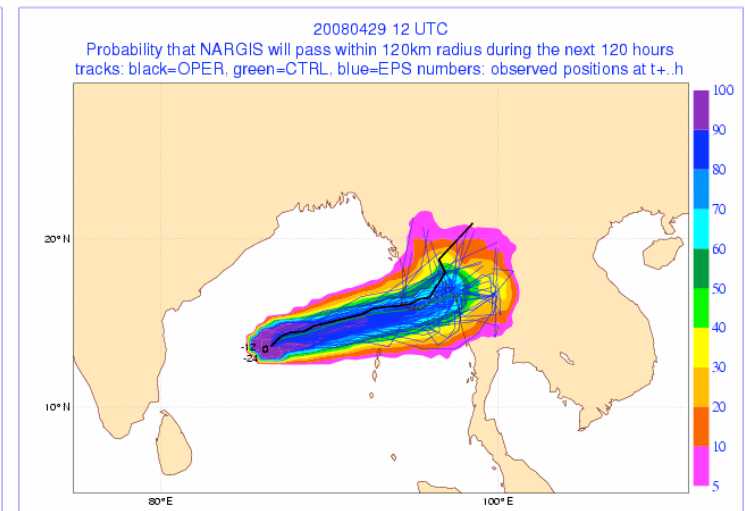 20080429 12 UTC
Probability that NARGIS will pass within 120km radius during the next 120 hours
tracks: black=OPER, green=CTRL, blue=EPS numbers: observed positions at t+..h
100
90
80
70
60
50
40
30
20
10
5
20°N
10°N
-12
0
-24
80°E
100°E